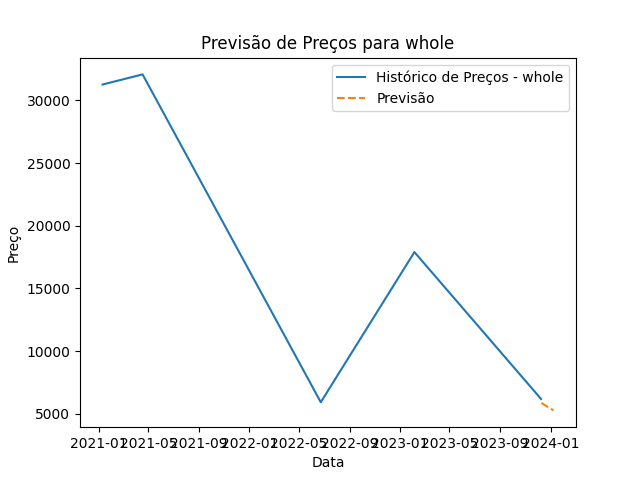 Previsão de Preços para whole
Histórico de Preços - whole
Previsão
Preço
30000
25000
20000
15000
10000
5000
2021-01 2021-05 2021-09 2022-01 2022-05 2022-09 2023-01 2023-05 2023-09 2024-01
Data